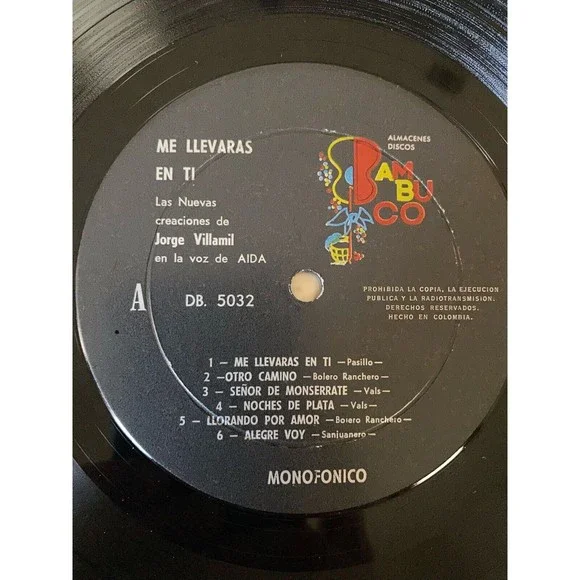 ME LLEVARAS
EN TI
Las Nuevas
creaciones de
Jorge Villamil
en la voz de AIDA
A
DB. 5032
ALMACENES
DISCOS
BAMBUCO
PROHIBIDA LA COPIA, LA EJECUCION
PUBLICA Y LA RADIOTRANSMISION.
DERECHOS RESERVADOS.
HECHO EN COLOMBIA.
1 — ME LLEVARAS EN TI —Pasillo—
2 —OTRO CAMINO —Bolero Ranchero—
3 — SEÑOR DE MONSERRATE —Vals—
4 — NOCHES DE PLATA —Vals—
5 — LLORANDO POR AMOR —Bolero Ranchero—
6 — ALEGRE VOY —Sanjuanero—
MONOFONICO